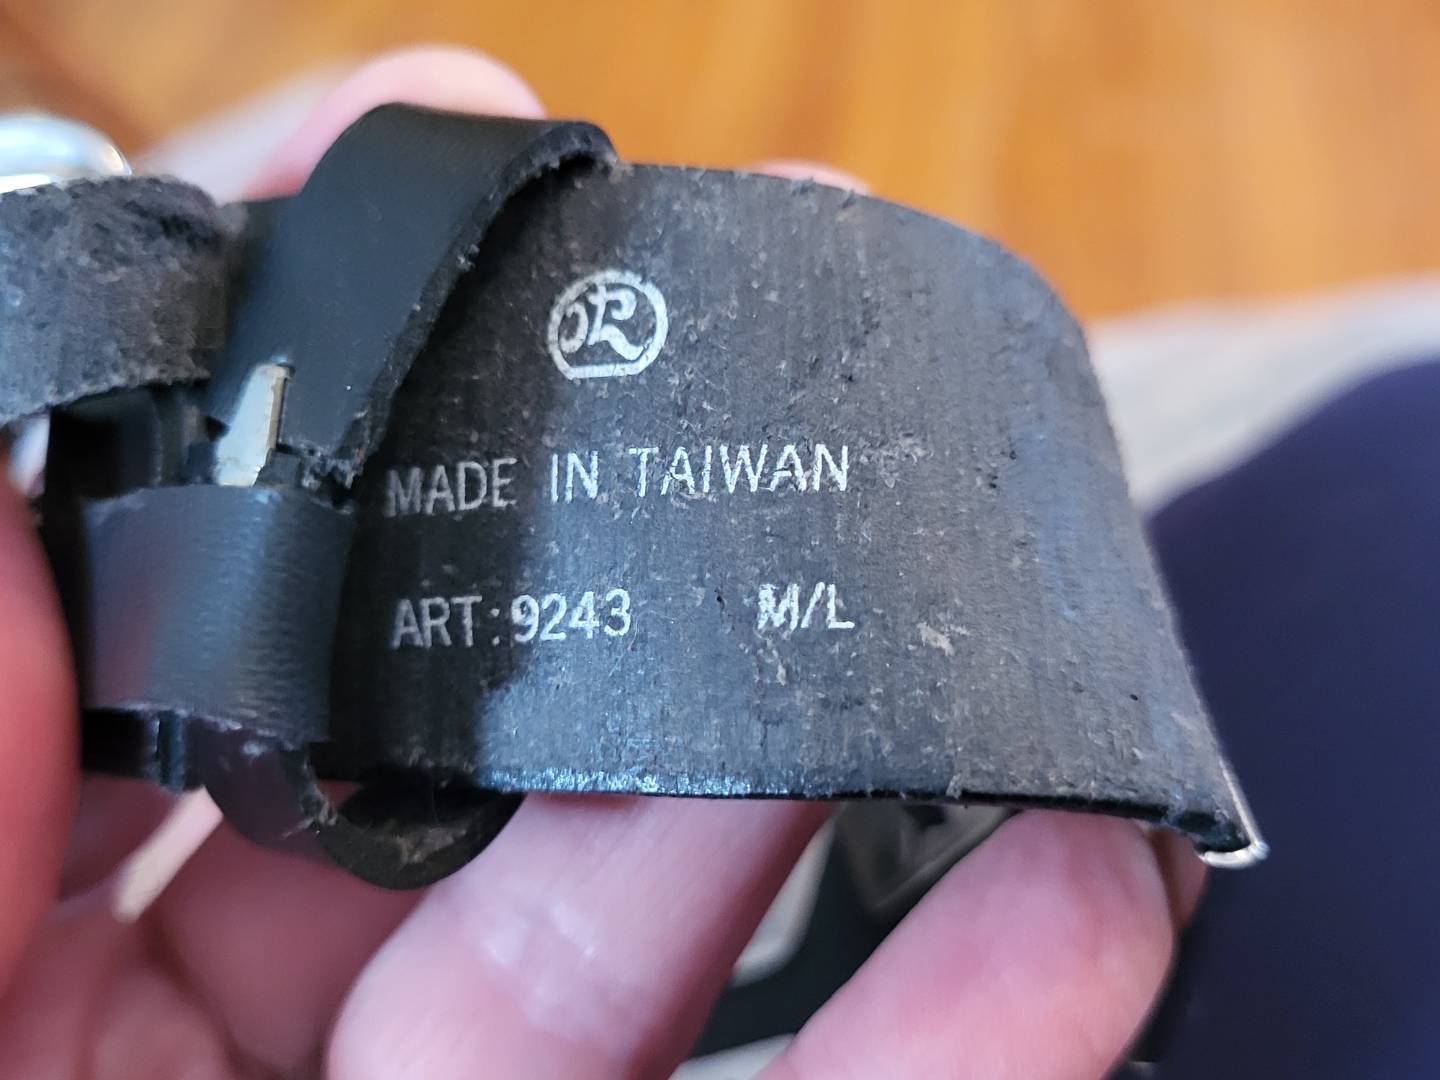 MADE IN TAIWAN
ART: 9243 M/L